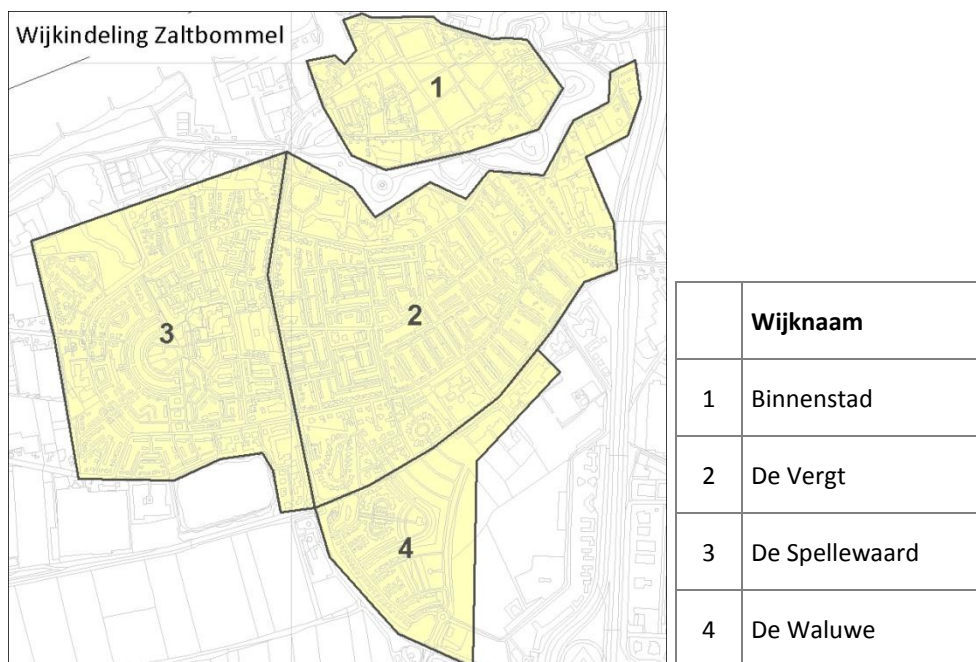 Wijkindeling Zaltbommel
1
2
3
4
Wijknaam
1 Binnenstad
2 De Vergt
3 De Spellewaard
4 De Waluwe